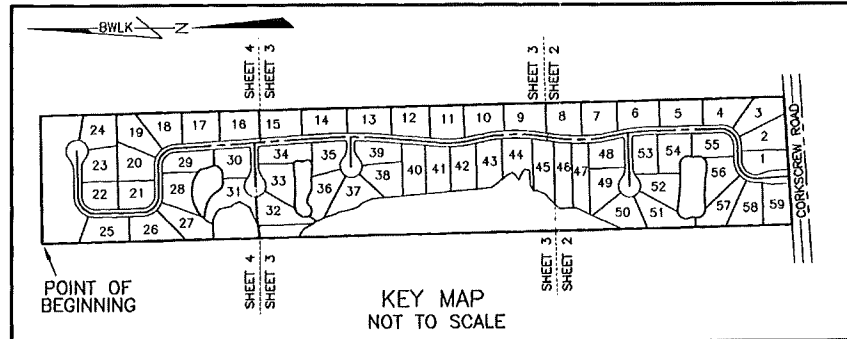 BWLK N
SHEET 4
SHEET 3
SHEET 3
SHEET 2
24 19 18 17 16 15 14 13 12 11 10 9 8 7 6 5 4 3
2
1
23 20 29 30 34 35 39 48 53 54 55
22 21 28 31 33 36 37 38 40 41 42 43 44 45 46 47 49 52 56
25 26 27 32 50 51 57 58 59
CORKSCREW ROAD
SHEET 4
SHEET 3
SHEET 3
SHEET 2
POINT OF
BEGINNING
KEY MAP
NOT TO SCALE